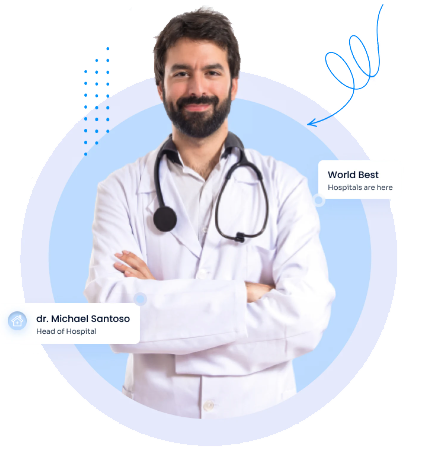 World Best
Hospitals are here
dr. Michael Santoso
Head of Hospital